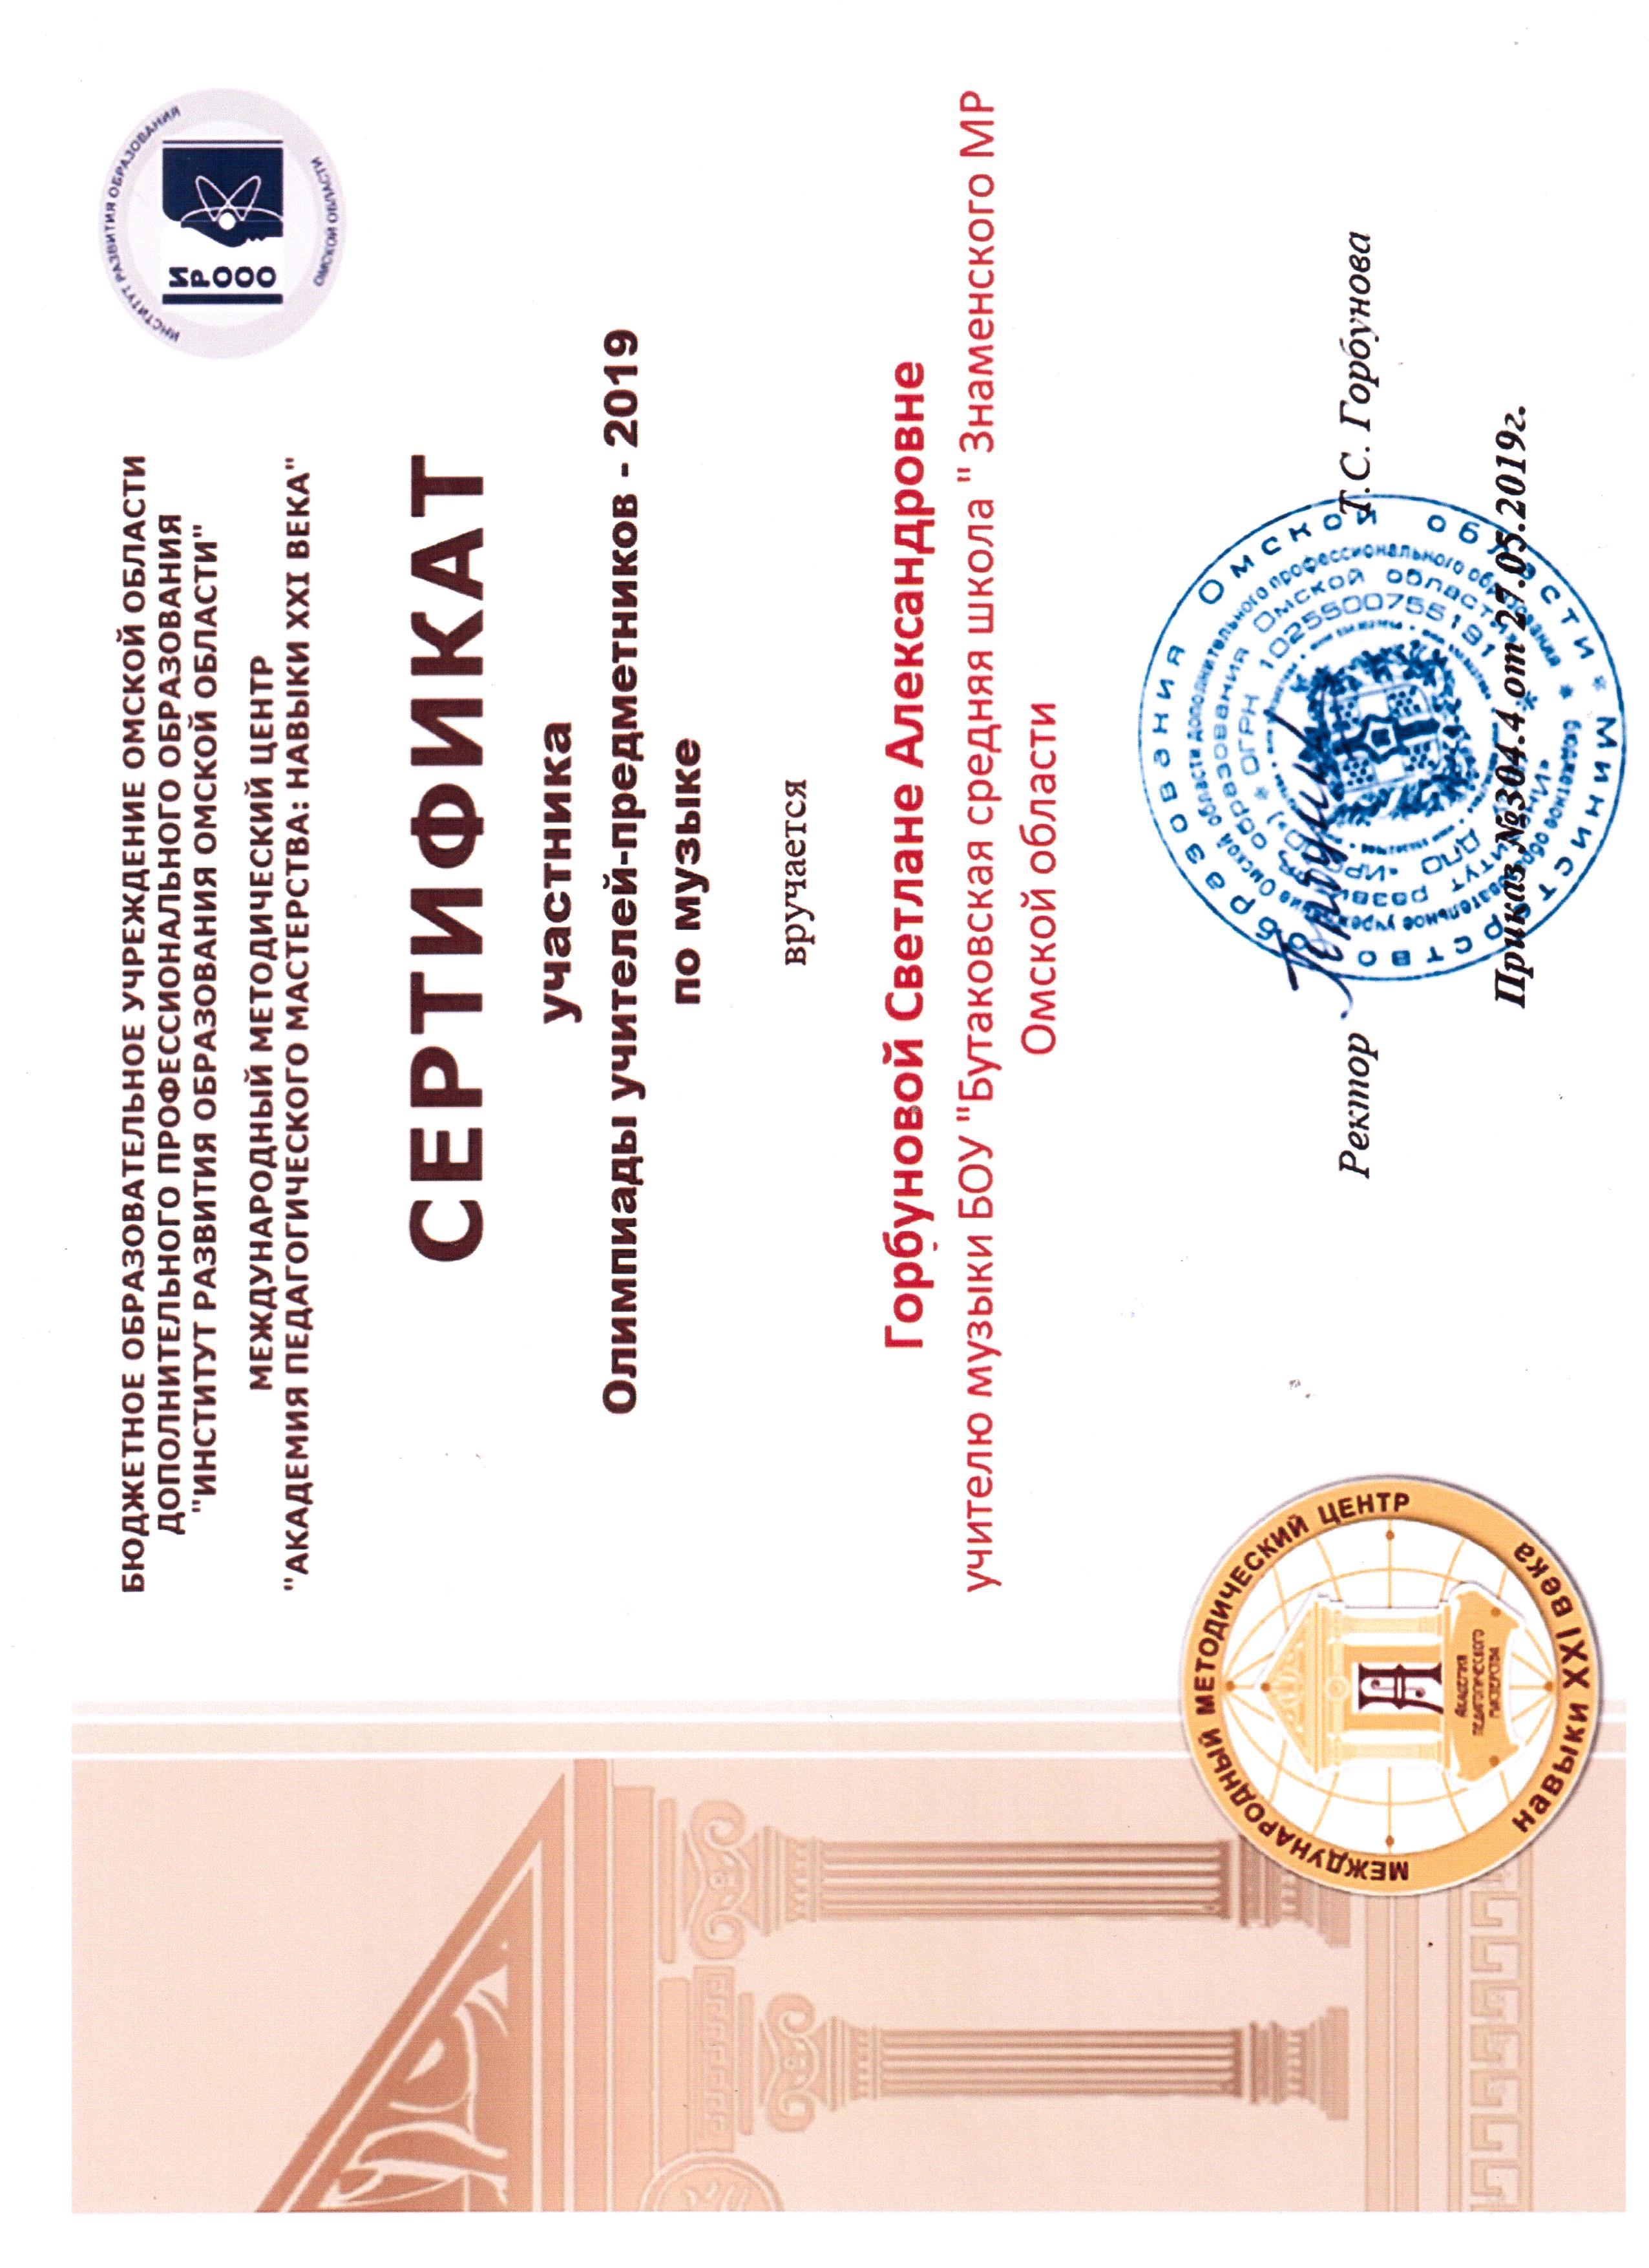 БЮДЖЕТНОЕ ОБРАЗОВАТЕЛЬНОЕ УЧРЕЖДЕНИЕ ОМСКОЙ ОБЛАСТИ
ДОПОЛНИТЕЛЬНОГО ПРОФЕССИОНАЛЬНОГО ОБРАЗОВАНИЯ
"ИНСТИТУТ РАЗВИТИЯ ОБРАЗОВАНИЯ ОМСКОЙ ОБЛАСТИ"
МЕЖДУНАРОДНЫЙ МЕТОДИЧЕСКИЙ ЦЕНТР
"АКАДЕМИЯ ПЕДАГОГИЧЕСКОГО МАСТЕРСТВА: НАВЫКИ XXI ВЕКА"
ИНСТИТУТ РАЗВИТИЯ ОБРАЗОВАНИЯ
ОМСКОЙ ОБЛАСТИ
ИРООО
СЕРТИФИКАТ
участника
Олимпиады учителей-предметников - 2019
по музыке
вручается
Горбуновой Светлане Александровне
учителю музыки БОУ "Бутаковская средняя школа " Знаменского МР
Омской области
Ректор
Т.С. Горбунова
Приказ №304.4 от 27.05.2019г.
Министерство образования Омской области
бюджетное образовательное учреждение Омской области дополнительного профессионального образования
«Институт развития образования Омской области»
ДПО «ИРООО») * ОГРН 1025500755191 *
МЕЖДУНАРОДНЫЙ МЕТОДИЧЕСКИЙ ЦЕНТР
А
АКАДЕМИЯ
ПЕДАГОГИЧЕСКОГО
МАСТЕРСТВА
навыки XXI века